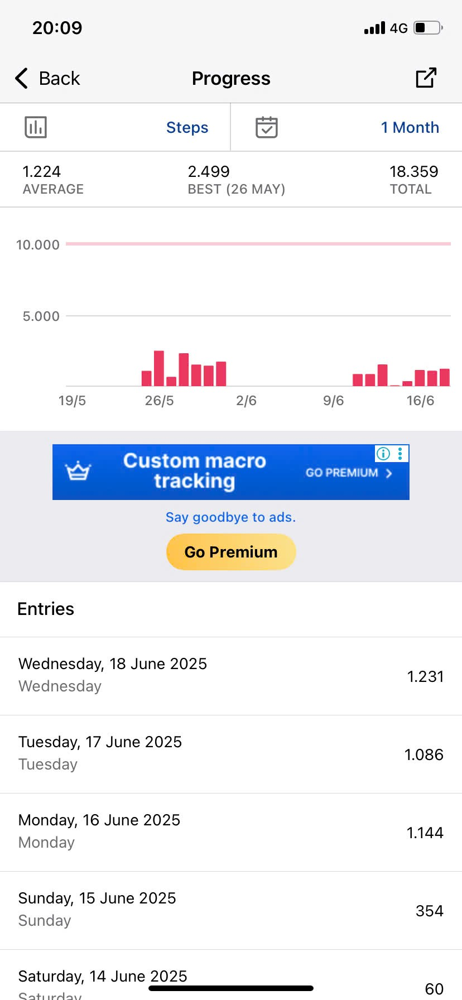 20:09 4G
Back Progress
Steps 1 Month
1.224 2.499 18.359
AVERAGE BEST (26 MAY) TOTAL
10.000
5.000
19/5 26/5 2/6 9/6 16/6
Custom macro
tracking
GO PREMIUM
Say goodbye to ads.
Go Premium
Entries
Wednesday, 18 June 2025
Wednesday
1.231
Tuesday, 17 June 2025
Tuesday
1.086
Monday, 16 June 2025
Monday
1.144
Sunday, 15 June 2025
Sunday
354
Saturday, 14 June 2025
Saturday
60